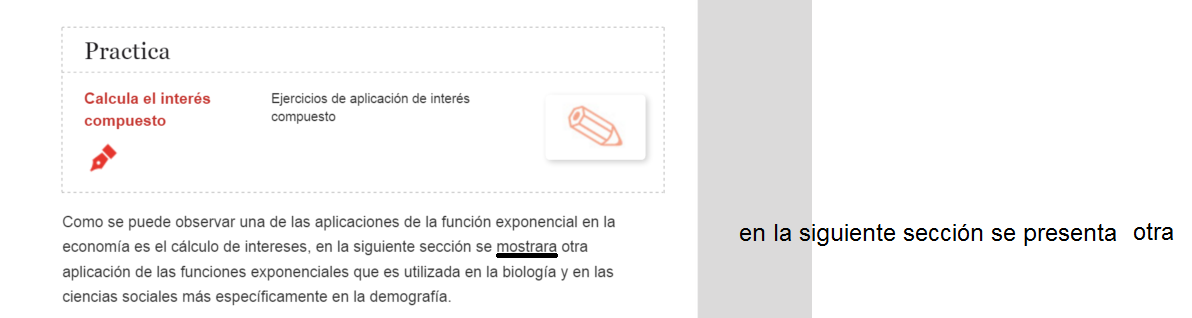 Practica
Calcula el interés
compuesto
Ejercicios de aplicación de interés
compuesto
Como se puede observar una de las aplicaciones de la función exponencial en la
economía es el cálculo de intereses, en la siguiente sección se mostrara otra
aplicación de las funciones exponenciales que es utilizada en la biología y en las
ciencias sociales más específicamente en la demografía.
en la siguiente sección se presenta otra